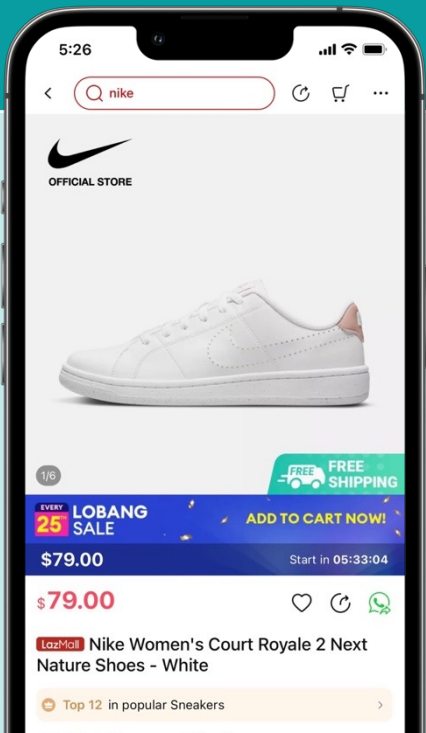 5:26
nike
OFFICIAL STORE
1/6
FREE
FREE
SHIPPING
EVERY
25TH
LOBANG
SALE
ADD TO CART NOW!
$79.00
Start in 05:33:04
$79.00
LazMall Nike Women's Court Royale 2 Next
Nature Shoes - White
Top 12 in popular Sneakers